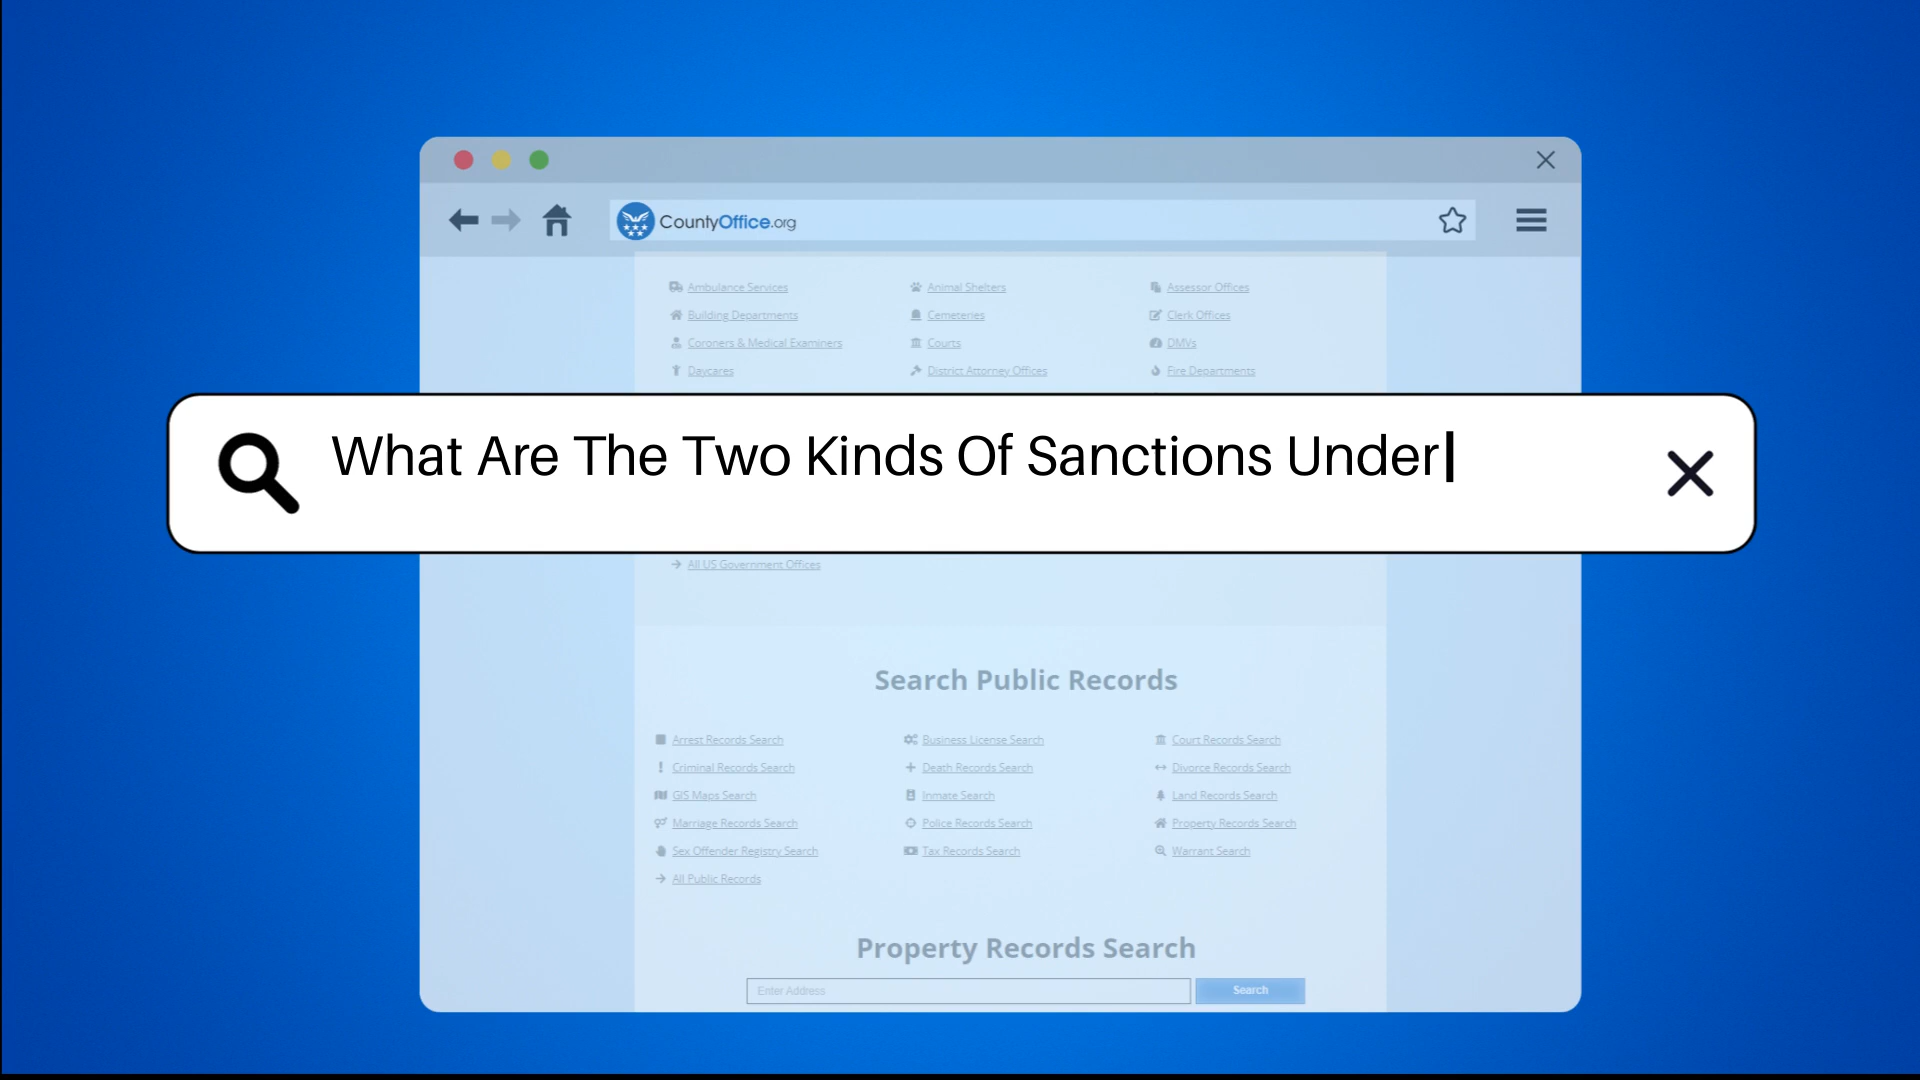 CountyOffice.org
Ambulance Services Animal Shelters Assessor Offices
Building Departments Cemeteries Clerk Offices
Coroners & Medical Examiners Courts DMVs
Daycares District Attorney Offices Fire Departments
What Are The Two Kinds Of Sanctions Under
All US Government Offices
Search Public Records
Arrest Records Search Business License Search Court Records Search
Criminal Records Search Death Records Search Divorce Records Search
GIS Maps Search Inmate Search Land Records Search
Marriage Records Search Police Records Search Property Records Search
Sex Offender Registry Search Tax Records Search Warrant Search
All Public Records
Property Records Search
Enter Address Search